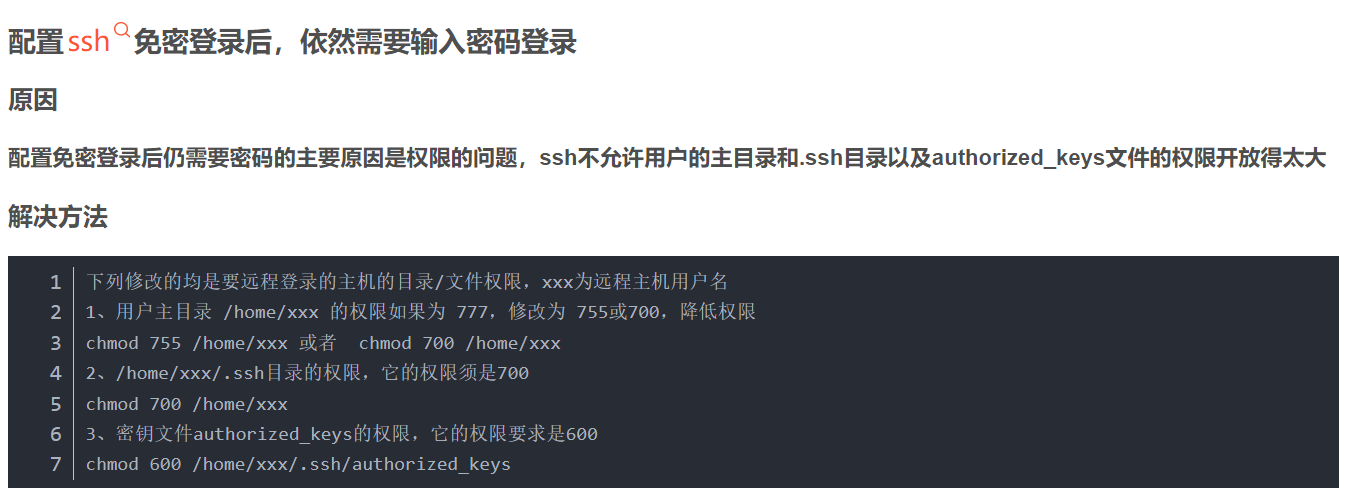 配置ssh免密登录后，依然需要输入密码登录
原因
配置免密登录后仍需要密码的主要原因是权限的问题，ssh不允许用户的主目录和.ssh目录以及authorized_keys文件的权限开放得太大
解决方法
1 下列修改的均是要远程登录的主机的目录/文件权限，xxx为远程主机用户名
2 1、用户主目录 /home/xxx 的权限如果为 777，修改为 755或700，降低权限
3 chmod 755 /home/xxx 或者  chmod 700 /home/xxx
4 2、/home/xxx/.ssh目录的权限，它的权限须是700
5 chmod 700 /home/xxx
6 3、密钥文件authorized_keys的权限，它的权限要求是600
7 chmod 600 /home/xxx/.ssh/authorized_keys